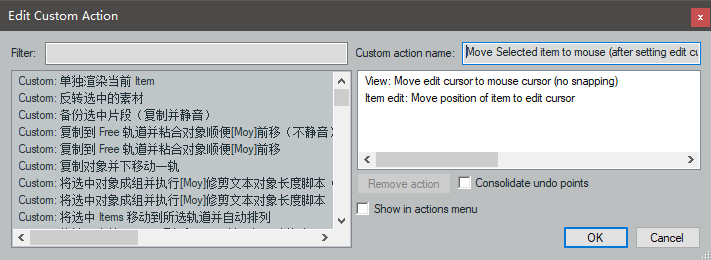 Edit Custom Action
Filter:
Custom action name:
Move Selected item to mouse (after setting edit cu
Custom: 单独渲染当前 Item
Custom: 反转选中的素材
Custom: 备份选中片段（复制并静音）
Custom: 复制到 Free 轨道并粘合对象顺便[Moy]前移（不静音）
Custom: 复制到 Free 轨道并粘合对象顺便[Moy]前移
Custom: 复制对象并下移动一轨
Custom: 将选中对象成组并执行[Moy]修剪文本对象长度脚本（
Custom: 将选中对象成组并执行[Moy]修剪文本对象长度脚本
Custom: 将选中 Items 移动到所选轨道并自动排列
View: Move edit cursor to mouse cursor (no snapping)
Item edit: Move position of item to edit cursor
Remove action
Consolidate undo points
Show in actions menu
OK
Cancel